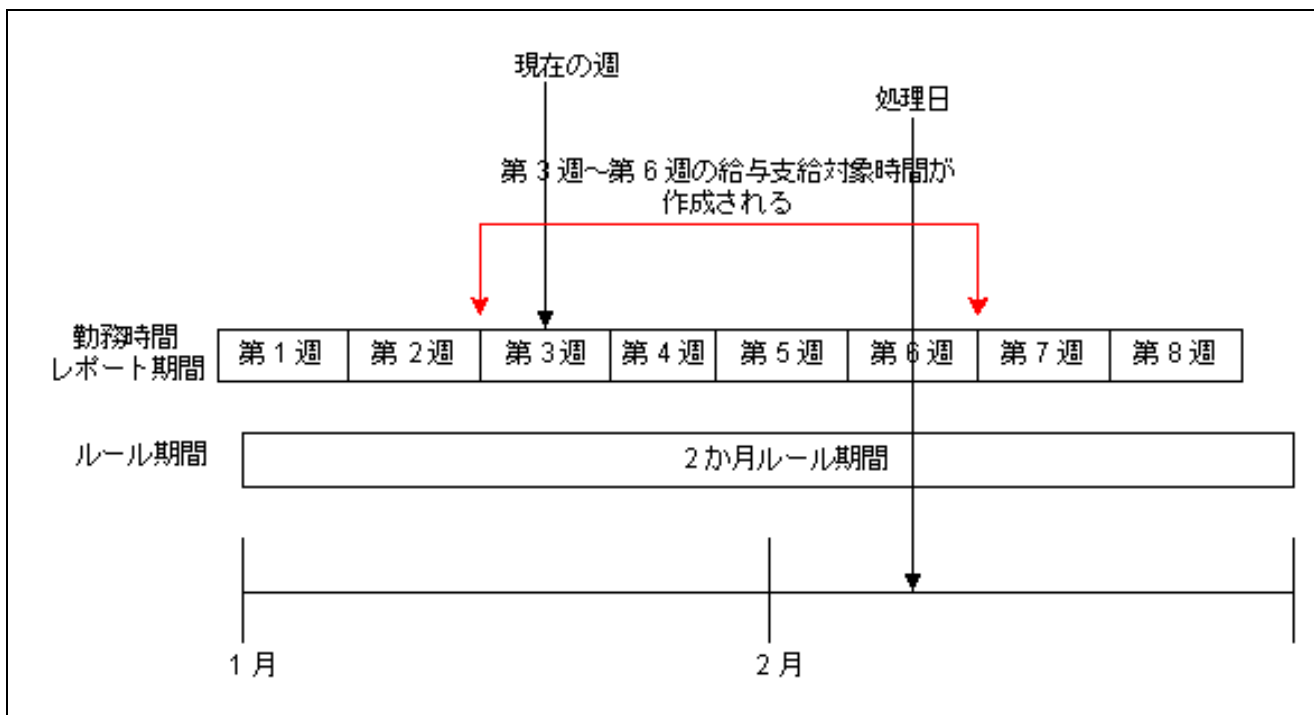 現在の週
処理日
第 3 週～第 6 週の給与支給対象時間が
作成される
勤務時間
レポート期間
第 1 週
第 2 週
第 3 週
第 4 週
第 5 週
第 6 週
第 7 週
第 8 週
ルール期間
2 か月ルール期間
1 月
2 月